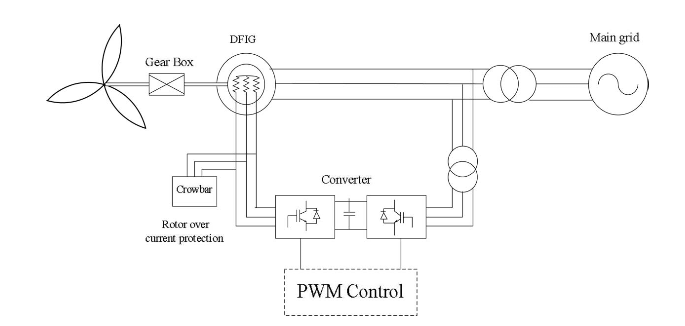 DFIG
Main grid
Gear Box
Crowbar
Converter
Rotor over
current protection
PWM Control